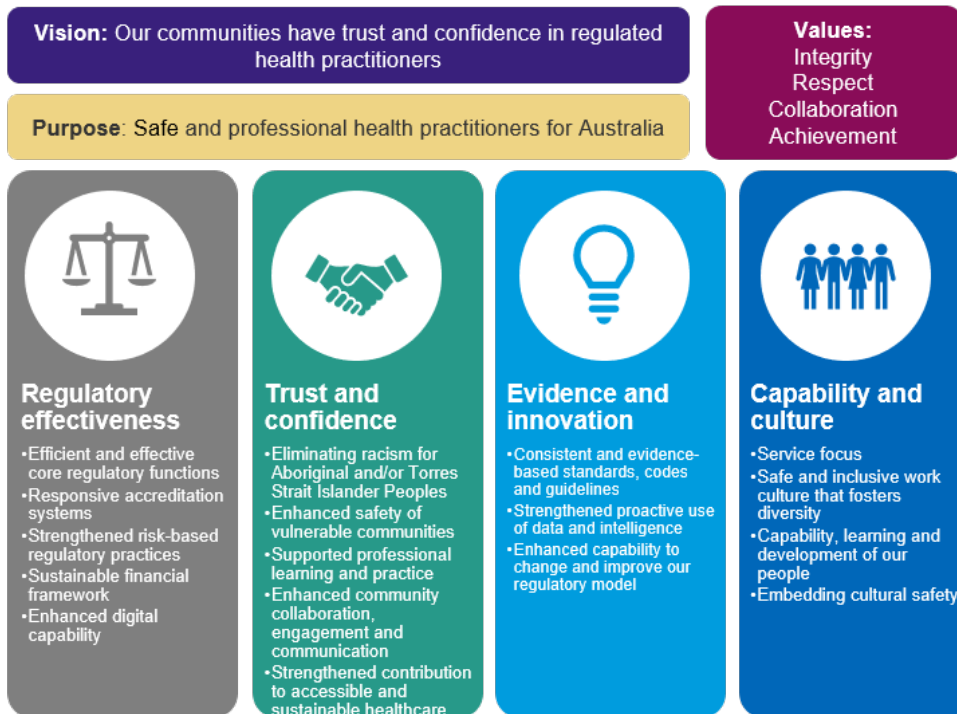 Vision: Our communities have trust and confidence in regulated
health practitioners
Purpose: Safe and professional health practitioners for Australia
Values:
Integrity
Respect
Collaboration
Achievement
Regulatory
effectiveness
•Efficient and effective
core regulatory functions
•Responsive accreditation
systems
•Strengthened risk-based
regulatory practices
•Sustainable financial
framework
•Enhanced digital
capability
Trust and
confidence
•Eliminating racism for
Aboriginal and/or Torres
Strait Islander Peoples
•Enhanced safety of
vulnerable communities
•Supported professional
learning and practice
•Enhanced community
collaboration,
engagement and
communication
•Strengthened contribution
to accessible and
sustainable healthcare
Evidence and
innovation
•Consistent and evidence-
based standards, codes
and guidelines
•Strengthened proactive use
of data and intelligence
•Enhanced capability to
change and improve our
regulatory model
Capability and
culture
•Service focus
•Safe and inclusive work
culture that fosters
diversity
•Capability, learning and
development of our
people
•Embedding cultural safety